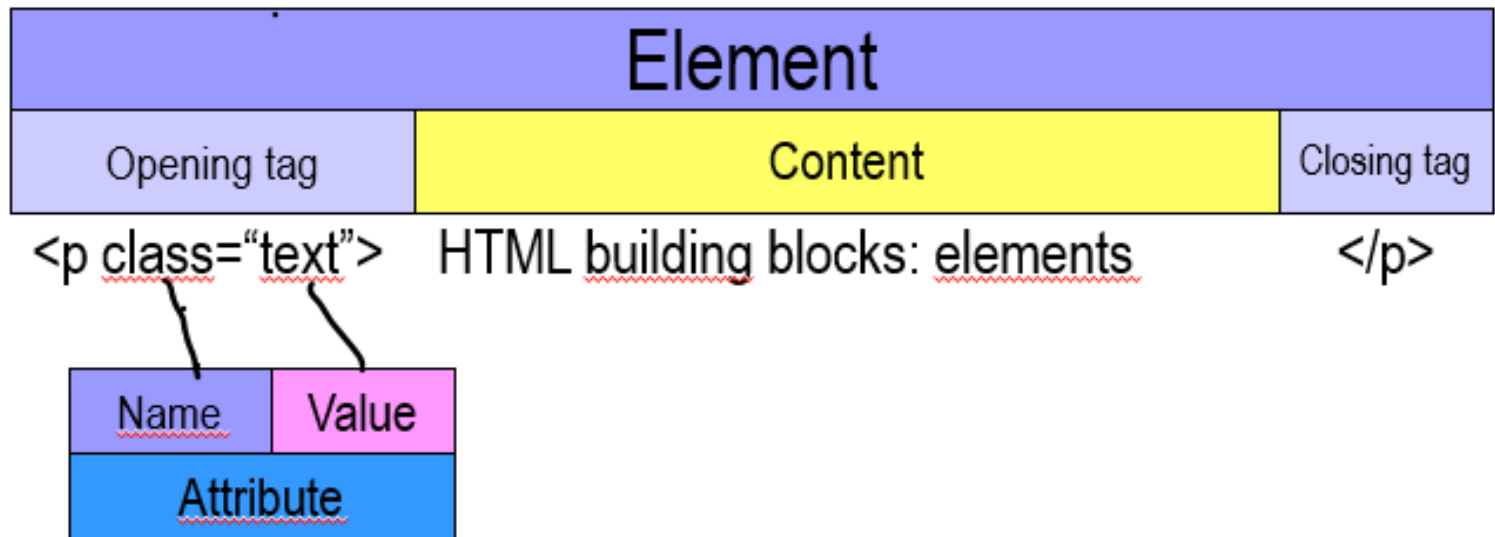 Element
Opening tag Content Closing tag
<p class=“text”> HTML building blocks: elements </p>
Name Value
Attribute